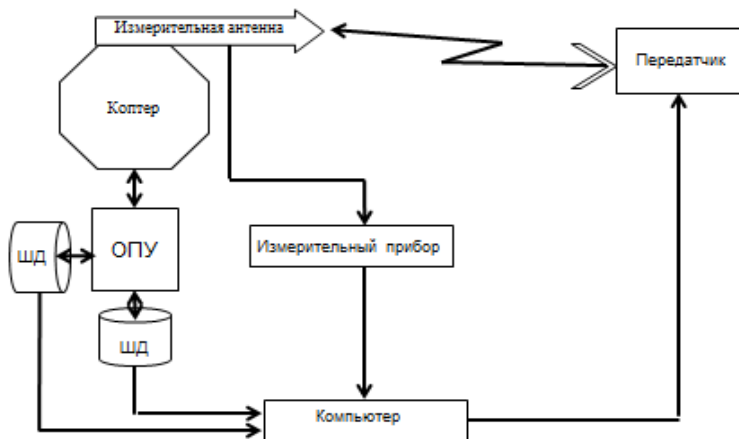 Измерительная антенна
Передатчик
Коптер
ОПУ
ШД
Измерительный прибор
ШД
Компьютер